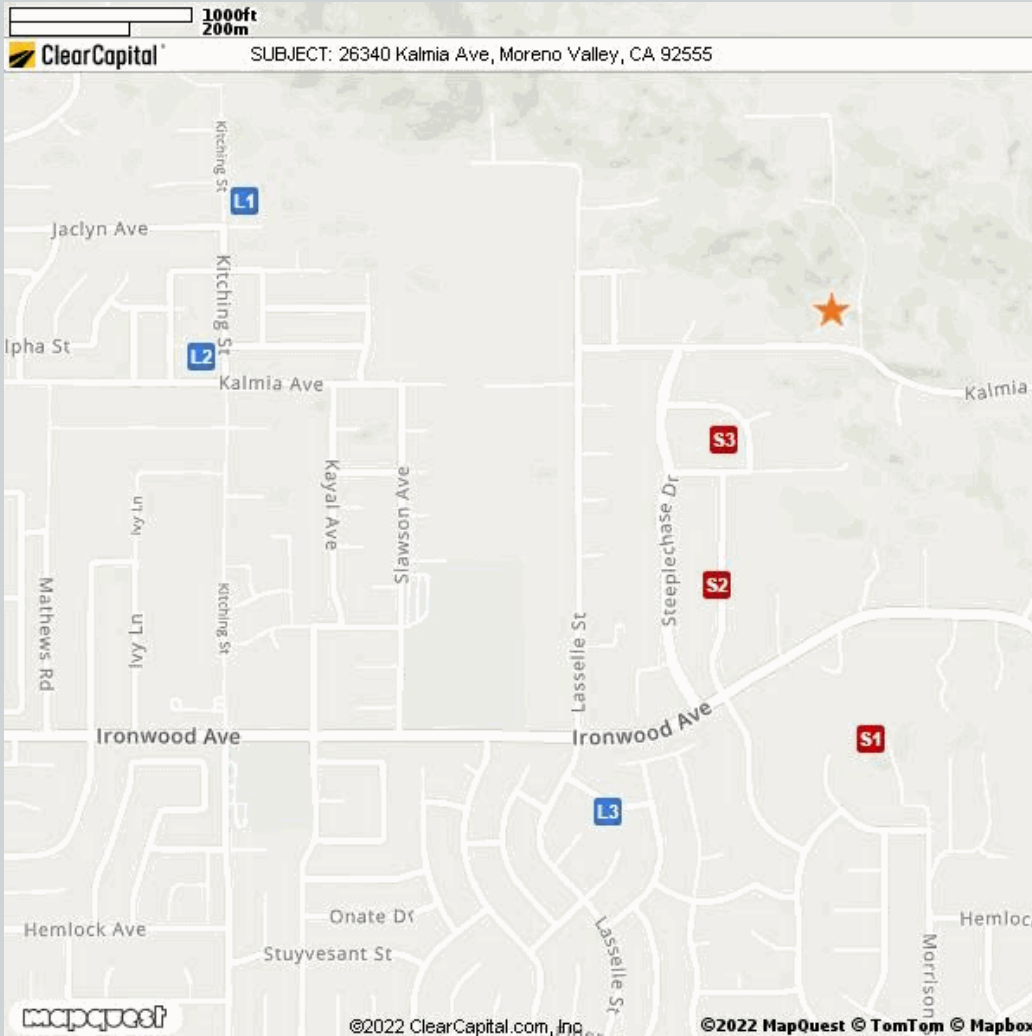 1000ft
200m
ClearCapital
SUBJECT: 26340 Kalmia Ave, Moreno Valley, CA 92555
Kitching St
L1
Jaclyn Ave
Kitching St
lpha St
L2
Kalmia Ave
Kalmia
S3
Kayal Ave
Slawson Ave
Steeplechase Dr
Ivy Ln
S2
Mathews Rd
Ivy Ln
Kitching St
Lasselle St
Ironwood Ave
Ironwood Ave
S1
L3
Onate Dr
Hemlock Ave
Hemloc
Stuyvesant St
Lasselle St
Morrison S
mapquest
©2022 ClearCapital.com, Inc.
©2022 MapQuest © TomTom © Mapbox